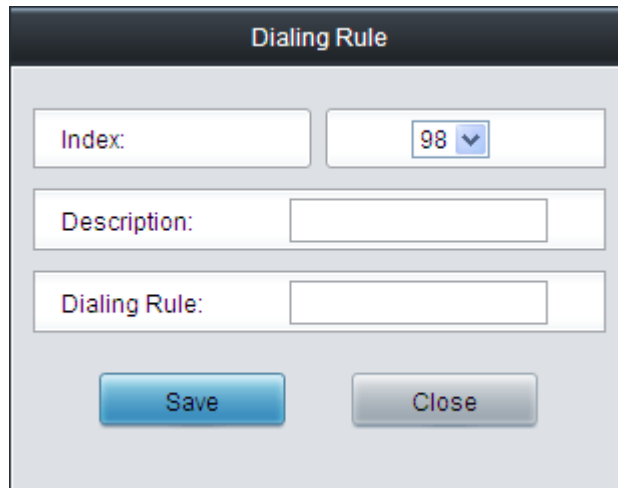 Dialing Rule
Index: 98
Description:
Dialing Rule:
Save Close